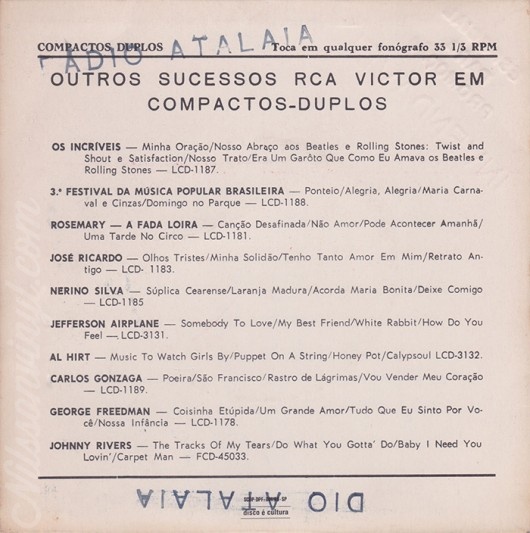 COMPACTOS DUPLOS
ADIO ATALAIA
Toca em qualquer fonógrafo 33 1/3 RPM
OUTROS SUCESSOS RCA VICTOR EM
COMPACTOS-DUPLOS
OS INCRÍVEIS — Minha Oração/Nosso Abraço aos Beatles e Rolling Stones: Twist and
Shout e Satisfaction/Nosso Trato/Era Um Garôto Que Como Eu Amava os Beatles e
Rolling Stones — LCD-1187.
3.º FESTIVAL DA MÚSICA POPULAR BRASILEIRA — Ponteio/Alegria, Alegria/Maria Carna-
val e Cinzas/Domingo no Parque — LCD-1188.
ROSEMARY — A FADA LOIRA — Canção Desafinada/Não Amor/Pode Acontecer Amanhã/
Uma Tarde No Circo — LCD-1181.
JOSÉ RICARDO — Olhos Tristes/Minha Solidão/Tenho Tanto Amor Em Mim/Retrato An-
tigo — LCD- 1183.
NERINO SILVA — Súplica Cearense/Laranja Madura/Acorda Maria Bonita/Deixe Comigo
— LCD-1185
JEFFERSON AIRPLANE — Somebody To Love/My Best Friend/White Rabbit/How Do You
Feel — LCD-3131.
AL HIRT — Music To Watch Girls By/Puppet On A String/Honey Pot/Calypsoul LCD-3132.
CARLOS GONZAGA — Poeira/São Francisco/Rastro de Lágrimas/Vou Vender Meu Coração
— LCD-1189.
GEORGE FREEDMAN — Coisinha Etúpida/Um Grande Amor/Tudo Que Eu Sinto Por Vo-
cê/Nossa Infância — LCD-1178.
JOHNNY RIVERS — The Tracks Of My Tears/Do What You Gotta' Do/Baby I Need You
Lovin'/Carpet Man — FCD-45033.
DIO ATALAIA
disco é cultura